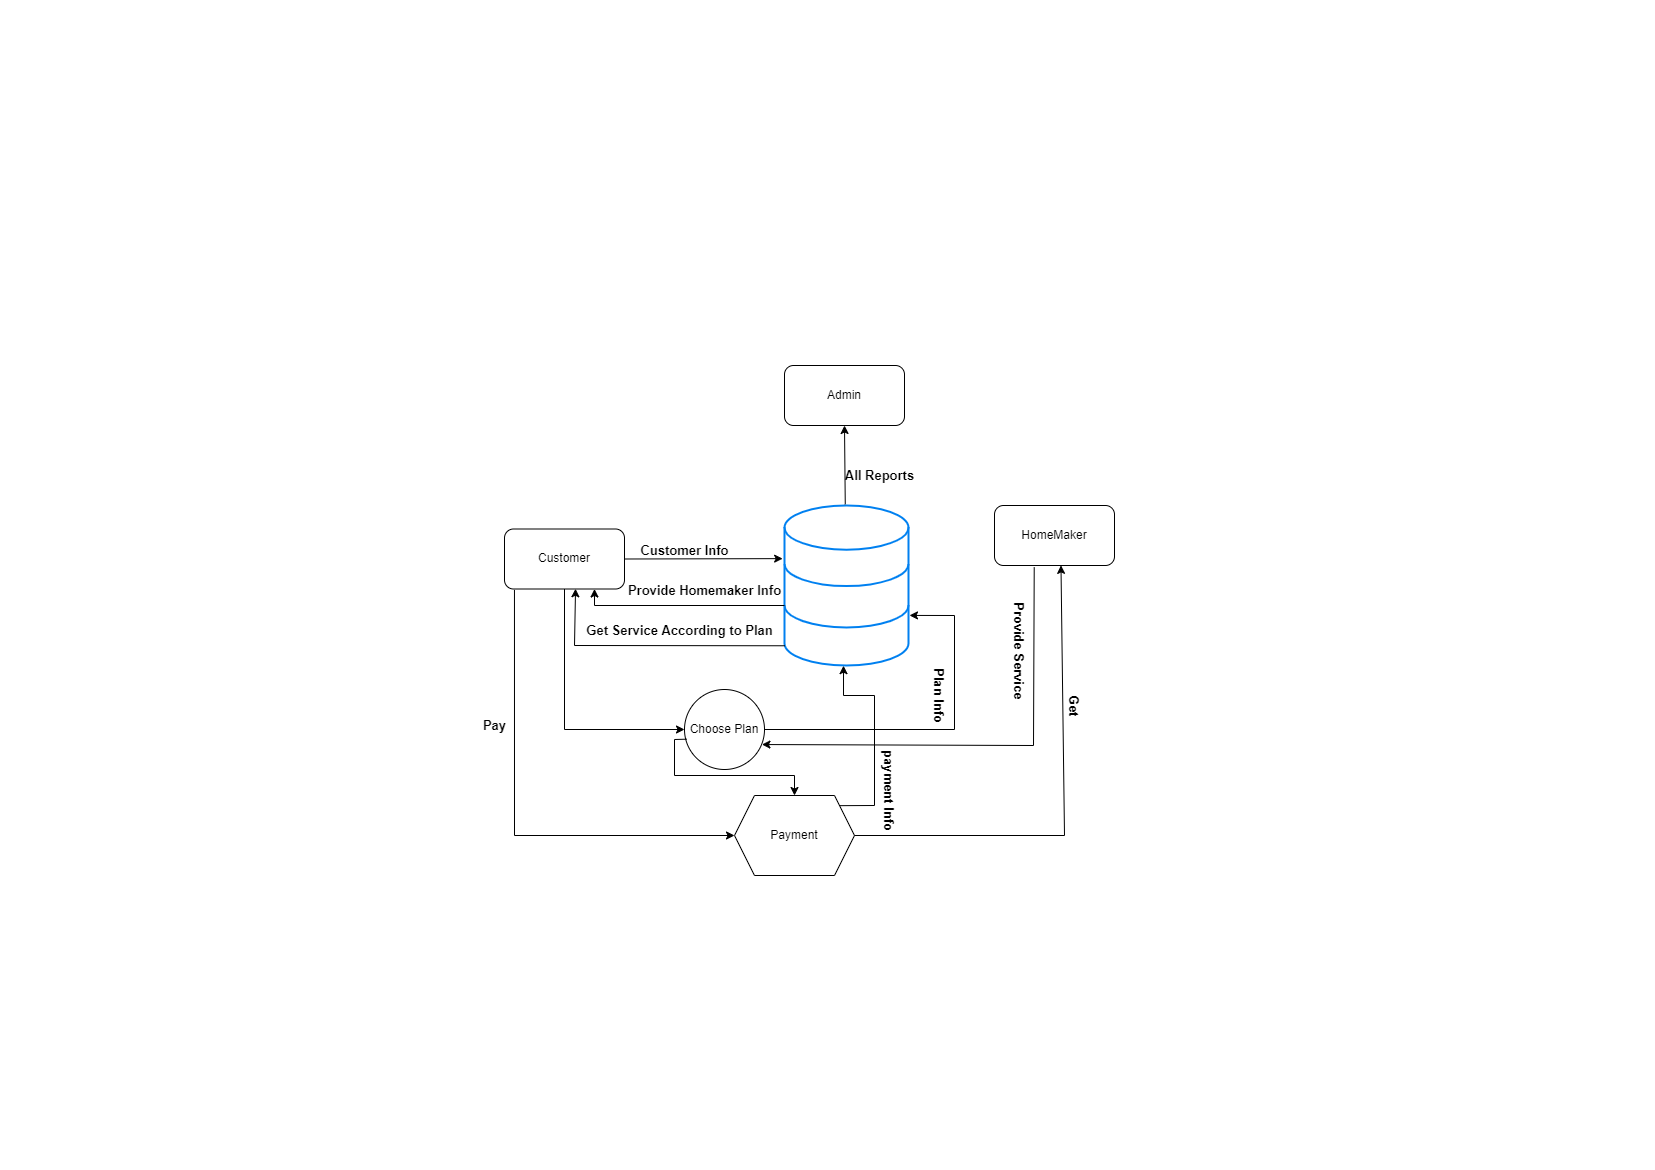 Admin
All Reports
HomeMaker
Customer
Customer Info
Provide Homemaker Info
Get Service According to Plan
Provide Service
Plan Info
Get
Pay
Choose Plan
payment Info
Payment